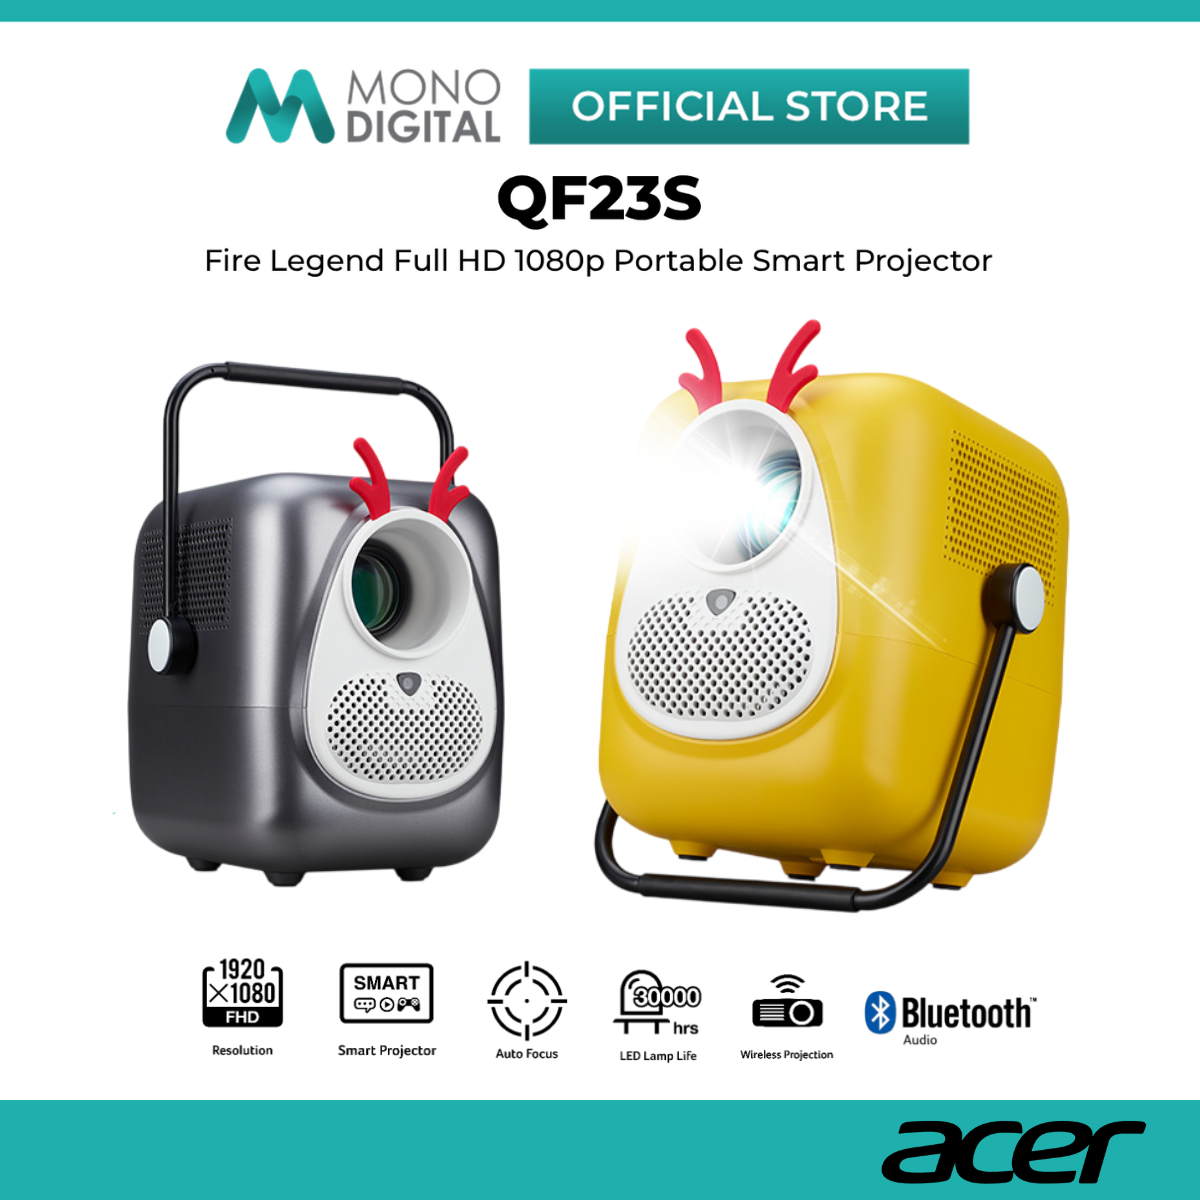 MONO
DIGITAL
OFFICIAL STORE
QF23S
Fire Legend Full HD 1080p Portable Smart Projector
1920
×1080
FHD
Resolution
SMART
Smart Projector
Auto Focus
30000
hrs
LED Lamp Life
Wireless Projection
Bluetooth™
Audio
acer